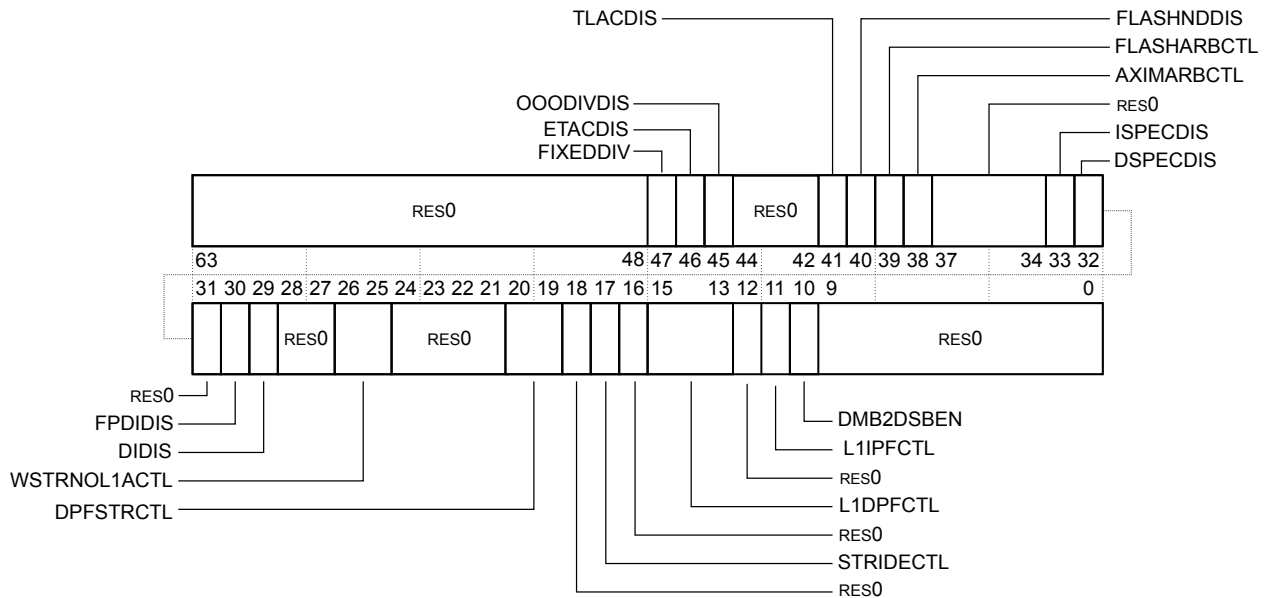 TLACDIS
FLASHNDDIS
FLASHARBCTL
AXIMARBCTL
OOODIVDIS
RES0
ETACDIS
ISPECDIS
FIXEDDIV
DSPECDIS
RES0 RES0
63 48 47 46 45 44 42 41 40 39 38 37 34 33 32
31 30 29 28 27 26 25 24 23 22 21 20 19 18 17 16 15 13 12 11 10 9 0
RES0 RES0 RES0
RES0
FPDIDIS
DMB2DSBEN
DIDIS
L1IPFCTL
WSTRNOL1ACTL
RES0
DPFSTRCTL
L1DPFCTL
RES0
STRIDECTL
RES0